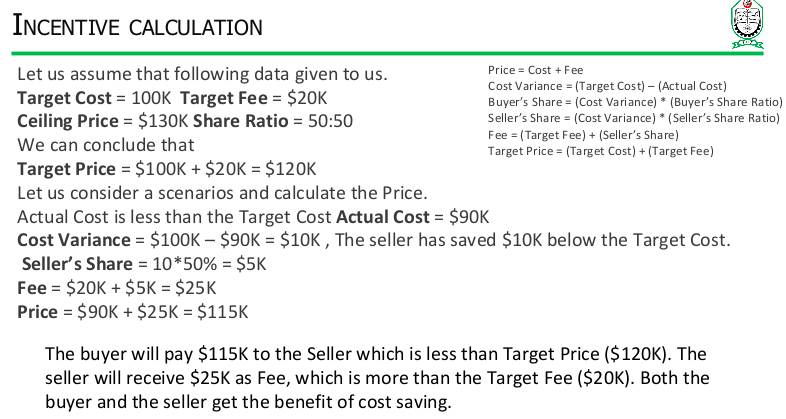 INCENTIVE CALCULATION
Let us assume that following data given to us.
Target Cost = 100K  Target Fee = $20K
Ceiling Price = $130K Share Ratio = 50:50
We can conclude that
Target Price = $100K + $20K = $120K
Let us consider a scenarios and calculate the Price.
Actual Cost is less than the Target Cost Actual Cost = $90K
Cost Variance = $100K – $90K = $10K , The seller has saved $10K below the Target Cost.
Seller’s Share = 10*50% = $5K
Fee = $20K + $5K = $25K
Price = $90K + $25K = $115K
Price = Cost + Fee
Cost Variance = (Target Cost) – (Actual Cost)
Buyer’s Share = (Cost Variance) * (Buyer’s Share Ratio)
Seller’s Share = (Cost Variance) * (Seller’s Share Ratio)
Fee = (Target Fee) + (Seller’s Share)
Target Price = (Target Cost) + (Target Fee)
The buyer will pay $115K to the Seller which is less than Target Price ($120K). The
seller will receive $25K as Fee, which is more than the Target Fee ($20K). Both the
buyer and the seller get the benefit of cost saving.